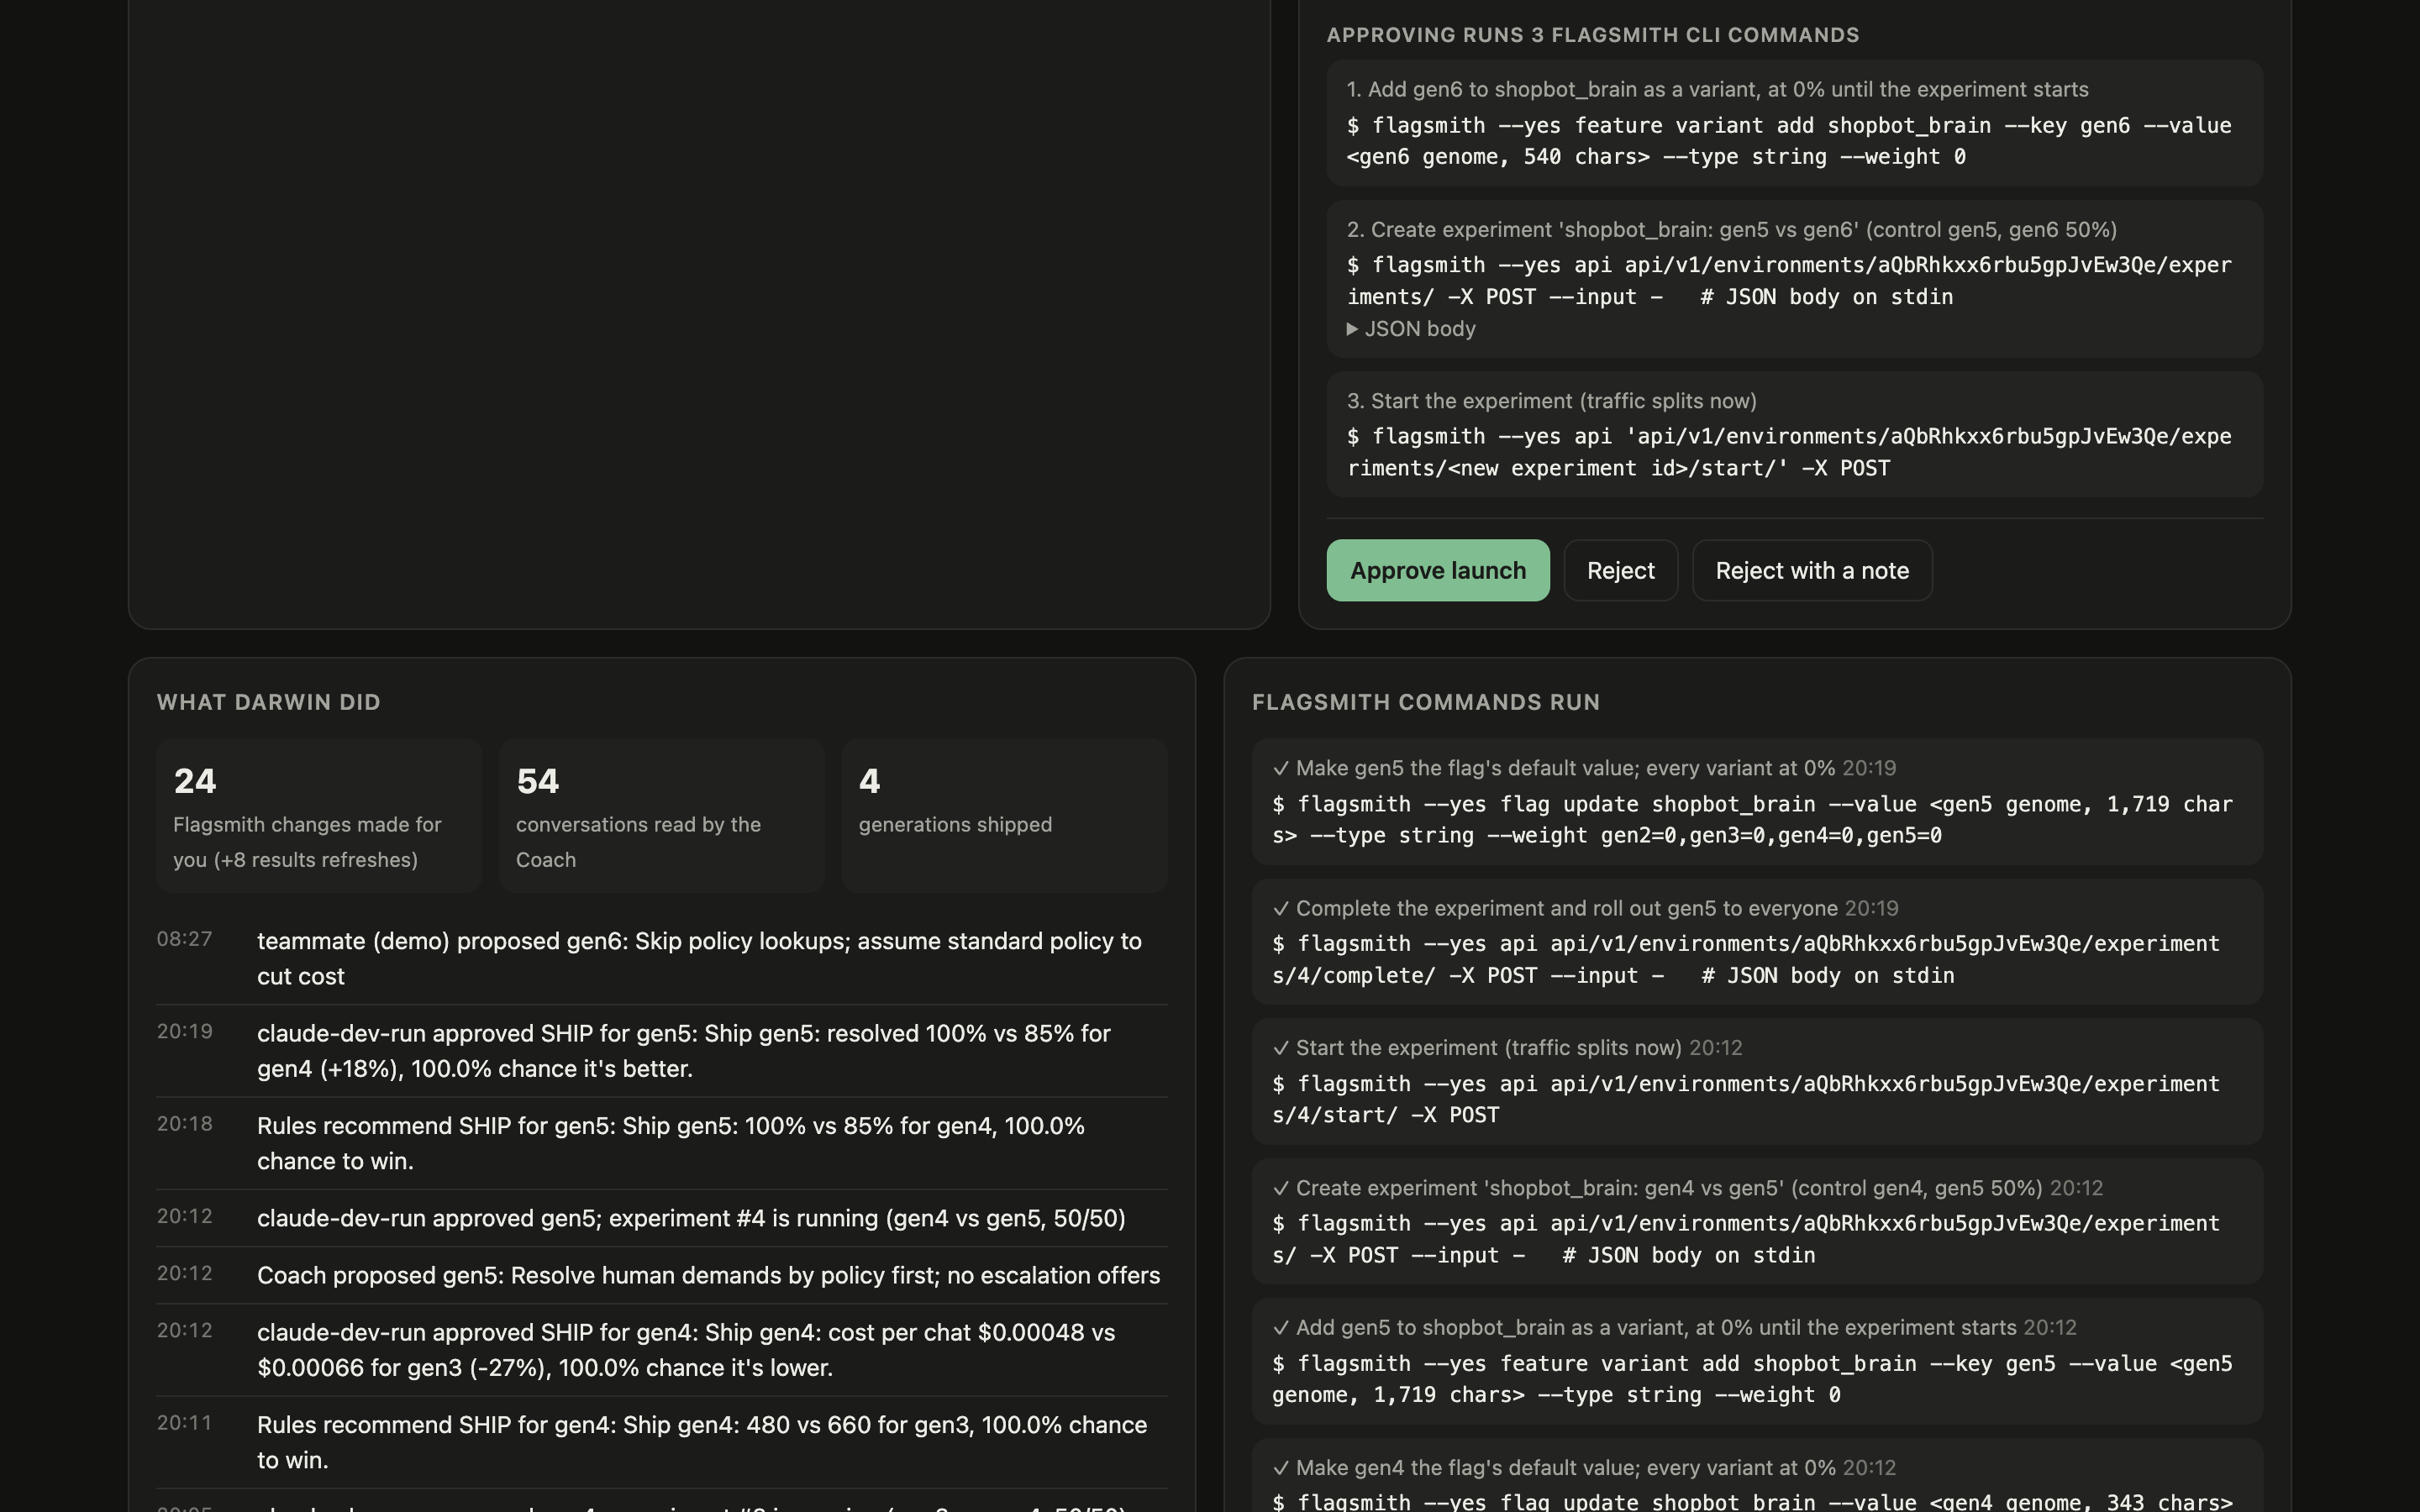 APPROVING RUNS 3 FLAGSMITH CLI COMMANDS
1. Add gen6 to shopbot_brain as a variant, at 0% until the experiment starts
$ flagsmith --yes feature variant add shopbot_brain --key gen6 --value
<gen6 genome, 540 chars> --type string --weight 0
2. Create experiment 'shopbot_brain: gen5 vs gen6' (control gen5, gen6 50%)
$ flagsmith --yes api api/v1/environments/aQbRhkxx6rbu5gpJvEw3Qe/exper
iments/ -X POST --input -   # JSON body on stdin
▶ JSON body
3. Start the experiment (traffic splits now)
$ flagsmith --yes api 'api/v1/environments/aQbRhkxx6rbu5gpJvEw3Qe/expe
riments/<new experiment id>/start/' -X POST
Approve launch
Reject
Reject with a note
WHAT DARWIN DID
24
Flagsmith changes made for
you (+8 results refreshes)
54
conversations read by the
Coach
4
generations shipped
08:27 teammate (demo) proposed gen6: Skip policy lookups; assume standard policy to
cut cost
20:19 claude-dev-run approved SHIP for gen5: Ship gen5: resolved 100% vs 85% for
gen4 (+18%), 100.0% chance it's better.
20:18 Rules recommend SHIP for gen5: Ship gen5: 100% vs 85% for gen4, 100.0%
chance to win.
20:12 claude-dev-run approved gen5; experiment #4 is running (gen4 vs gen5, 50/50)
20:12 Coach proposed gen5: Resolve human demands by policy first; no escalation offers
20:12 claude-dev-run approved SHIP for gen4: Ship gen4: cost per chat $0.00048 vs
$0.00066 for gen3 (-27%), 100.0% chance it's lower.
20:11 Rules recommend SHIP for gen4: Ship gen4: 480 vs 660 for gen3, 100.0% chance
to win.
FLAGSMITH COMMANDS RUN
✓ Make gen5 the flag's default value; every variant at 0% 20:19
$ flagsmith --yes flag update shopbot_brain --value <gen5 genome, 1,719 char
s> --type string --weight gen2=0,gen3=0,gen4=0,gen5=0
✓ Complete the experiment and roll out gen5 to everyone 20:19
$ flagsmith --yes api api/v1/environments/aQbRhkxx6rbu5gpJvEw3Qe/experiment
s/4/complete/ -X POST --input -   # JSON body on stdin
✓ Start the experiment (traffic splits now) 20:12
$ flagsmith --yes api api/v1/environments/aQbRhkxx6rbu5gpJvEw3Qe/experiment
s/4/start/ -X POST
✓ Create experiment 'shopbot_brain: gen4 vs gen5' (control gen4, gen5 50%) 20:12
$ flagsmith --yes api api/v1/environments/aQbRhkxx6rbu5gpJvEw3Qe/experiment
s/ -X POST --input -   # JSON body on stdin
✓ Add gen5 to shopbot_brain as a variant, at 0% until the experiment starts 20:12
$ flagsmith --yes feature variant add shopbot_brain --key gen5 --value <gen5
genome, 1,719 chars> --type string --weight 0
✓ Make gen4 the flag's default value; every variant at 0% 20:12
$ flagsmith --yes flag update shopbot_brain --value <gen4 genome, 343 chars>